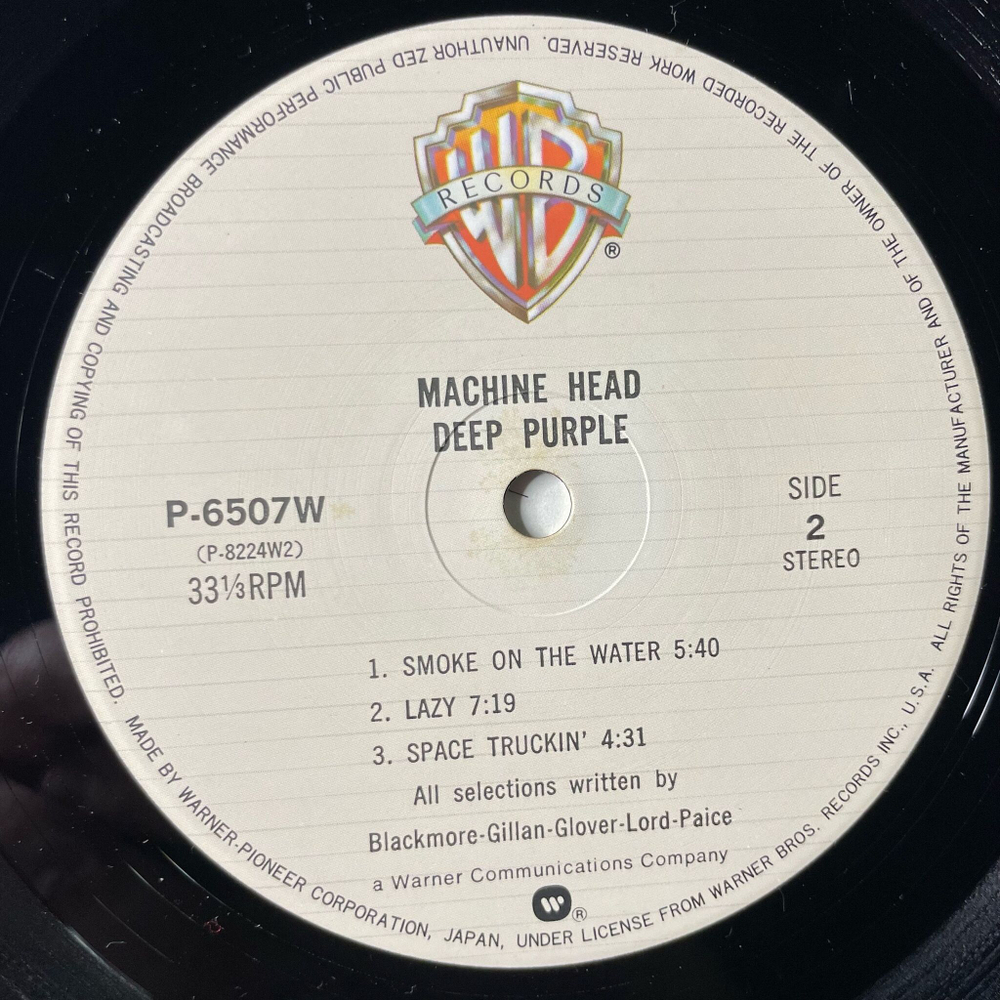 WB
RECORDS
®
MACHINE HEAD
DEEP PURPLE
P-6507W
(P-8224W2)
33⅓RPM
SIDE
2
STEREO
1. SMOKE ON THE WATER 5:40
2. LAZY 7:19
3. SPACE TRUCKIN' 4:31
All selections written by
Blackmore-Gillan-Glover-Lord-Paice
a Warner Communications Company
W ®
MADE BY WARNER-PIONEER CORPORATION, JAPAN, UNDER LICENSE FROM WARNER BROS. RECORDS INC., U.S.A. ALL RIGHTS OF THE MANUFACTURER AND OF THE OWNER OF THE RECORDED WORK RESERVED. UNAUTHOR ZED PUBLIC PERFORMANCE BROADCASTING AND COPYING OF THIS RECORD PROHIBITED.